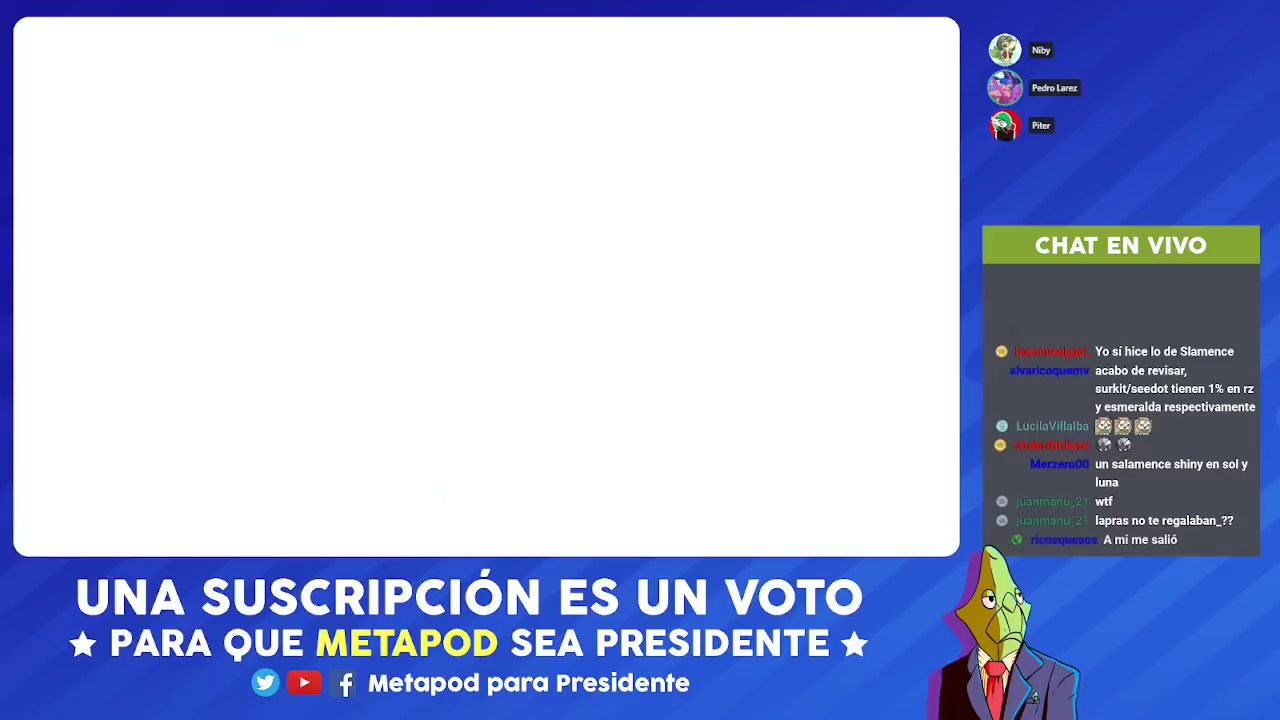 Niby
Pedro Larez
Piter
CHAT EN VIVO
Yo sí hice lo de Slamence
alvaricoquemv acabo de revisar,
surkit/seedot tienen 1% en rz
y esmeralda respectivamente
LucilaVillalba
Merzero00 un salamence shiny en sol y
luna
juanmanu_21 wtf
juanmanu_21 lapras no te regalaban_??
ricosquesos A mi me salió
UNA SUSCRIPCIÓN ES UN VOTO
PARA QUE METAPOD SEA PRESIDENTE
Metapod para Presidente